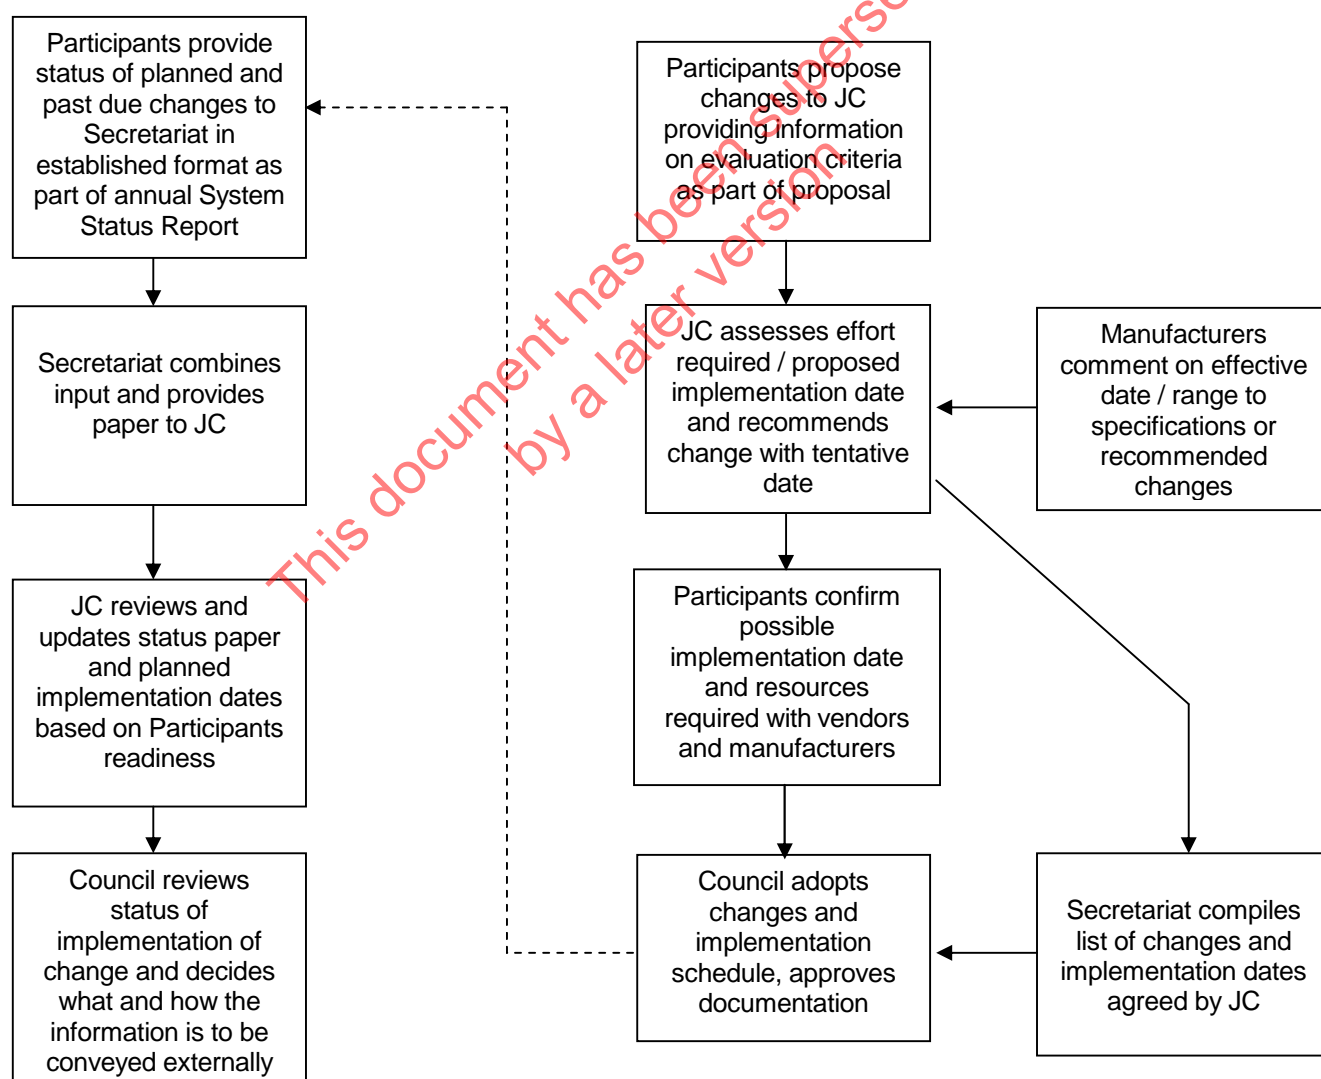 Participants provide
status of planned and
past due changes to
Secretariat in
established format as
part of annual System
Status Report
Secretariat combines
input and provides
paper to JC
JC reviews and
updates status paper
and planned
implementation dates
based on Participants
readiness
Council reviews
status of
implementation of
change and decides
what and how the
information is to be
conveyed externally
Participants propose
changes to JC
providing information
on evaluation criteria
as part of proposal
JC assesses effort
required / proposed
implementation date
and recommends
change with tentative
date
Participants confirm
possible
implementation date
and resources
required with vendors
and manufacturers
Council adopts
changes and
implementation
schedule, approves
documentation
Manufacturers
comment on effective
date / range to
specifications or
recommended
changes
Secretariat compiles
list of changes and
implementation dates
agreed by JC
This document has been superse
by a later version